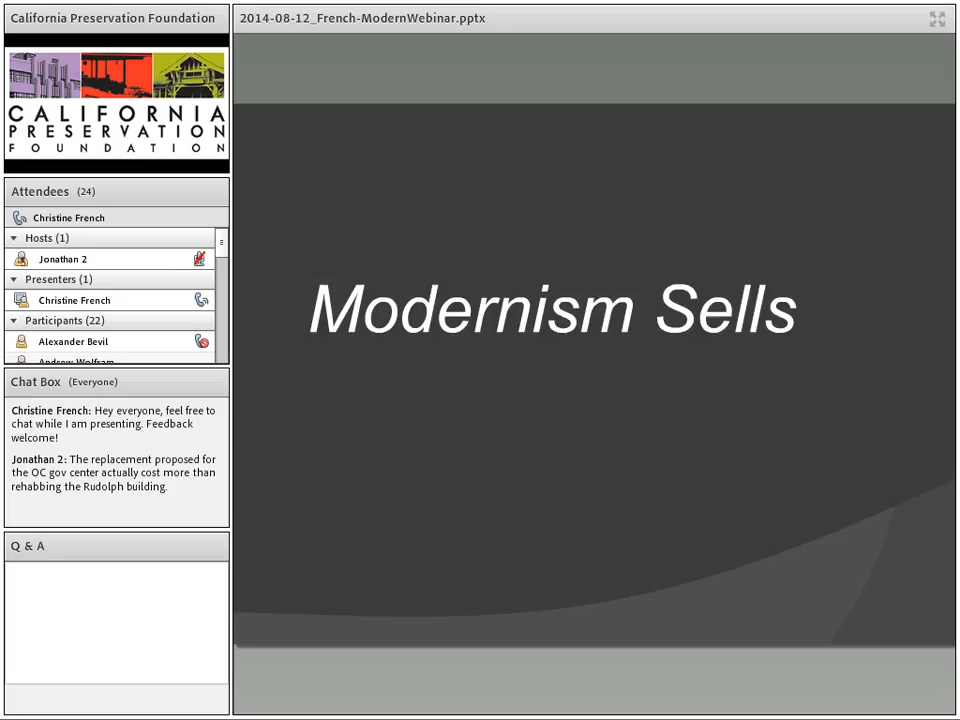 California Preservation Foundation
CALIFORNIA
PRESERVATION
FOUNDATION
Attendees (24)
Christine French
Hosts (1)
Jonathan 2
Presenters (1)
Christine French
Participants (22)
Alexander Bevil
Andrew Wolfram
Chat Box (Everyone)
Christine French: Hey everyone, feel free to
chat while I am presenting. Feedback
welcome!
Jonathan 2: The replacement proposed for
the OC gov center actually cost more than
rehabbing the Rudolph building.
Q & A
2014-08-12_French-ModernWebinar.pptx
Modernism Sells